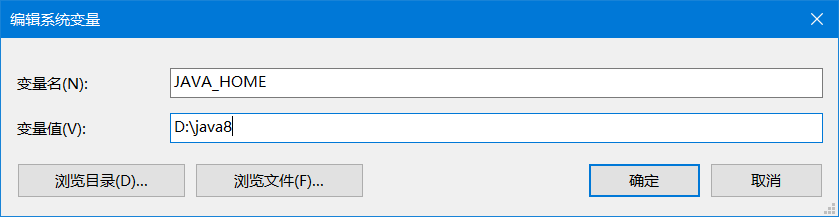 编辑系统变量
变量名(N): JAVA_HOME
变量值(V): D:\java8
浏览目录(D)... 浏览文件(F)... 确定 取消